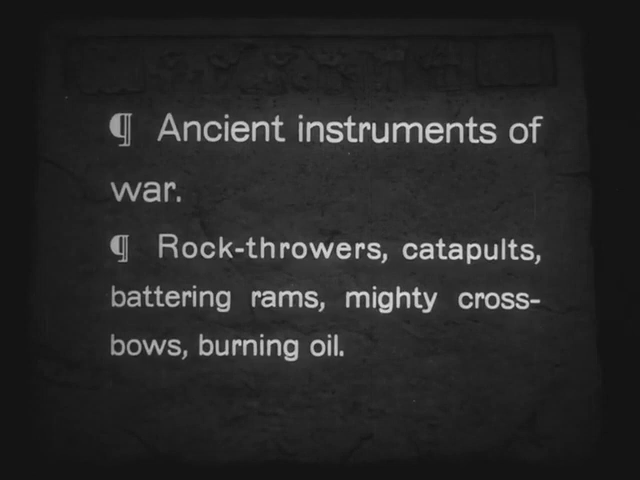 ¶ Ancient instruments of
war.
¶ Rock-throwers, catapults,
battering rams, mighty cross-
bows, burning oil.